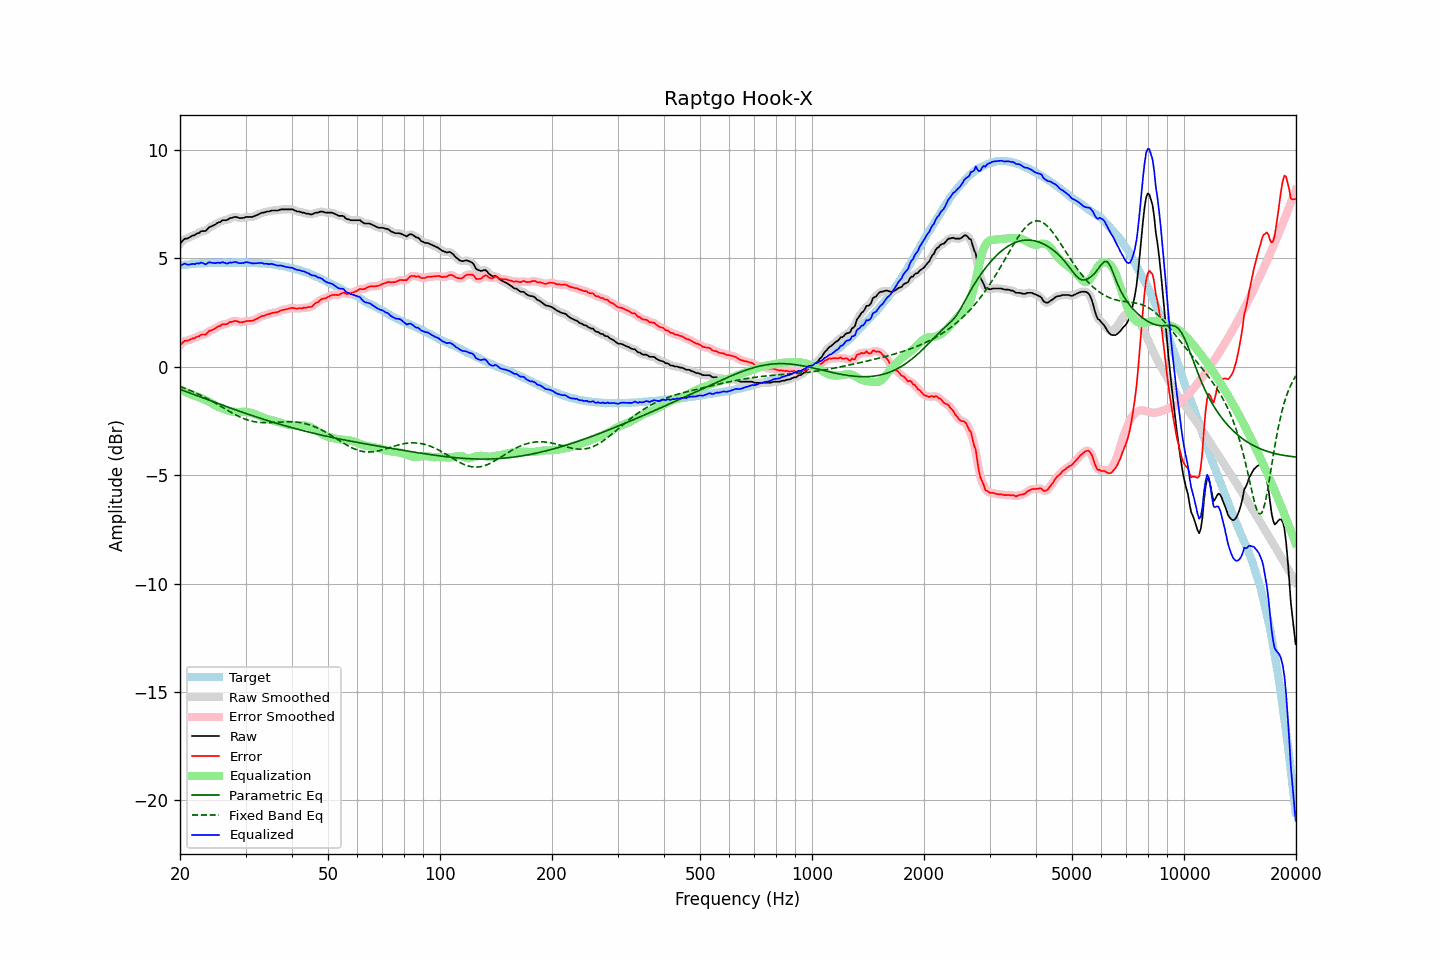 Raptgo Hook-X
Amplitude (dBr)
10
5
0
−5
−10
−15
−20
Target
Raw Smoothed
Error Smoothed
Raw
Error
Equalization
Parametric Eq
Fixed Band Eq
Equalized
20 50 100 200 500 1000 2000 5000 10000 20000
Frequency (Hz)